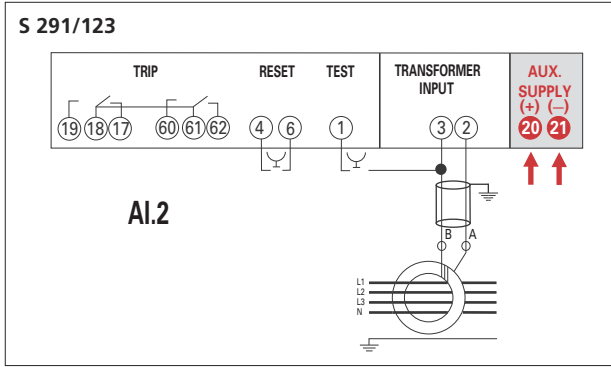 S 291/123
TRIP RESET TEST TRANSFORMER INPUT AUX. SUPPLY
(+) (—)
19 18 17 60 61 62 4 6 1 3 2 20 21
AI.2
B A
L1
L2
L3
N